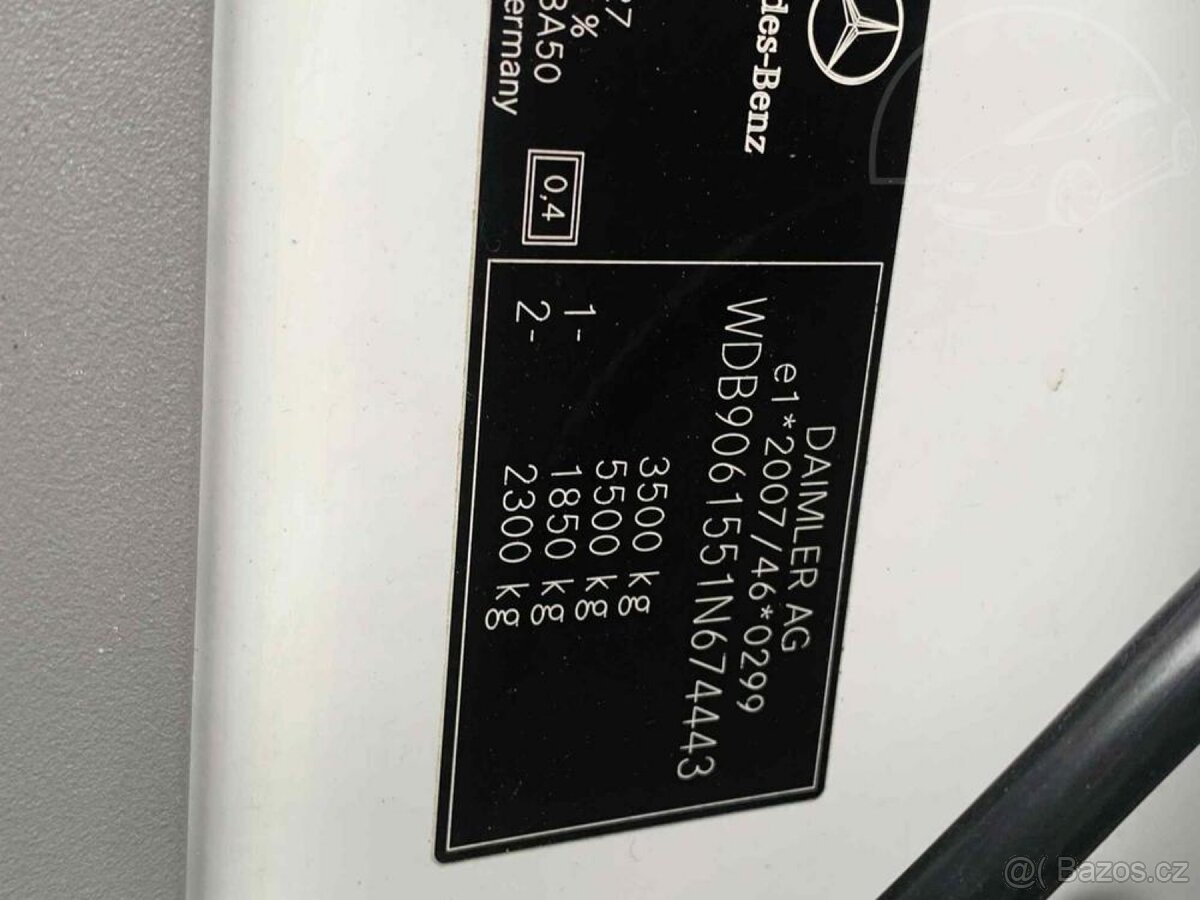 des-Benz
27
%
BA50
ermany
0,4
DAIMLER AG
e1*2007/46*0299
WDB9061551N674443
3500 kg
5500 kg
1- 1850 kg
2- 2300 kg
@( Bazos.cz